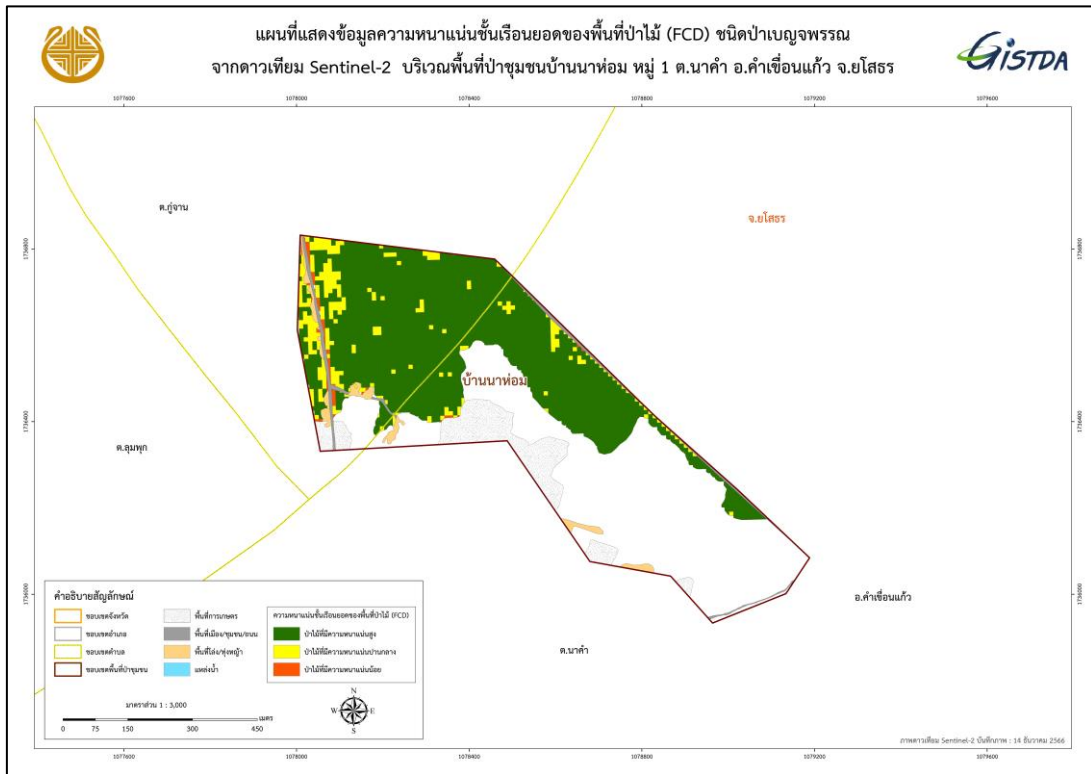 แผนที่แสดงข้อมูลความหนาแน่นชั้นเรือนยอดของพื้นที่ป่าไม้ (FCD) ชนิดป่าเบญจพรรณ
จากดาวเทียม Sentinel-2 บริเวณพื้นที่ป่าชุมชนบ้านนาห่อม หมู่ 1 ต.นาคำ อ.คำเขื่อนแก้ว จ.ยโสธร
GISTDA
1077600 1078000 1078400 1078800 1079200 1079600
ต.กู่จาน
จ.ยโสธร
1736800 1736800
บ้านนาห่อม
1736400 1736400
ต.ลุมพุก
1736000 1736000
อ.คำเขื่อนแก้ว
ต.นาคำ
คำอธิบายสัญลักษณ์
ขอบเขตจังหวัด
ขอบเขตอำเภอ
ขอบเขตตำบล
ขอบเขตพื้นที่ป่าชุมชน
พื้นที่การเกษตร
พื้นที่เมือง/ชุมชน/ถนน
พื้นที่โล่ง/ทุ่งหญ้า
แหล่งน้ำ
ความหนาแน่นชั้นเรือนยอดของพื้นที่ป่าไม้ (FCD)
ป่าไม้ที่มีความหนาแน่นสูง
ป่าไม้ที่มีความหนาแน่นปานกลาง
ป่าไม้ที่มีความหนาแน่นน้อย
มาตราส่วน 1 : 3,000
เมตร
0 75 150 300 450
N
W E
S
ภาพดาวเทียม Sentinel-2 บันทึกภาพ : 14 ธันวาคม 2566
1077600 1078000 1078400 1078800 1079200 1079600